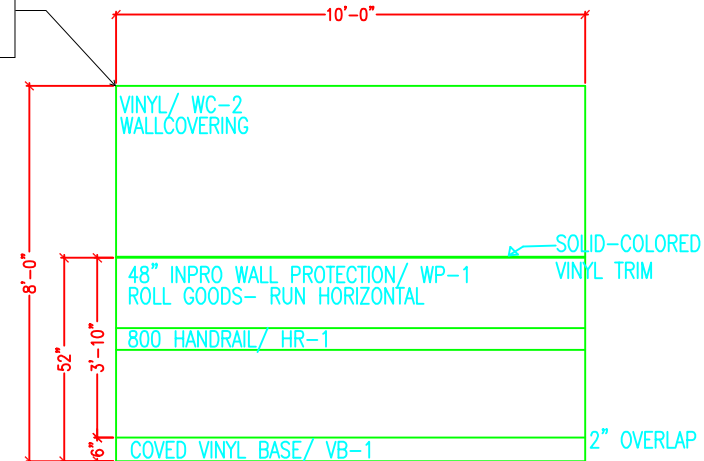 10'-0"
VINYL/ WC-2
WALLCOVERING
SOLID-COLORED
VINYL TRIM
48" INPRO WALL PROTECTION/ WP-1
ROLL GOODS- RUN HORIZONTAL
8'-0"
52"
3'-10"
800 HANDRAIL/ HR-1
6"
COVED VINYL BASE/ VB-1
2" OVERLAP